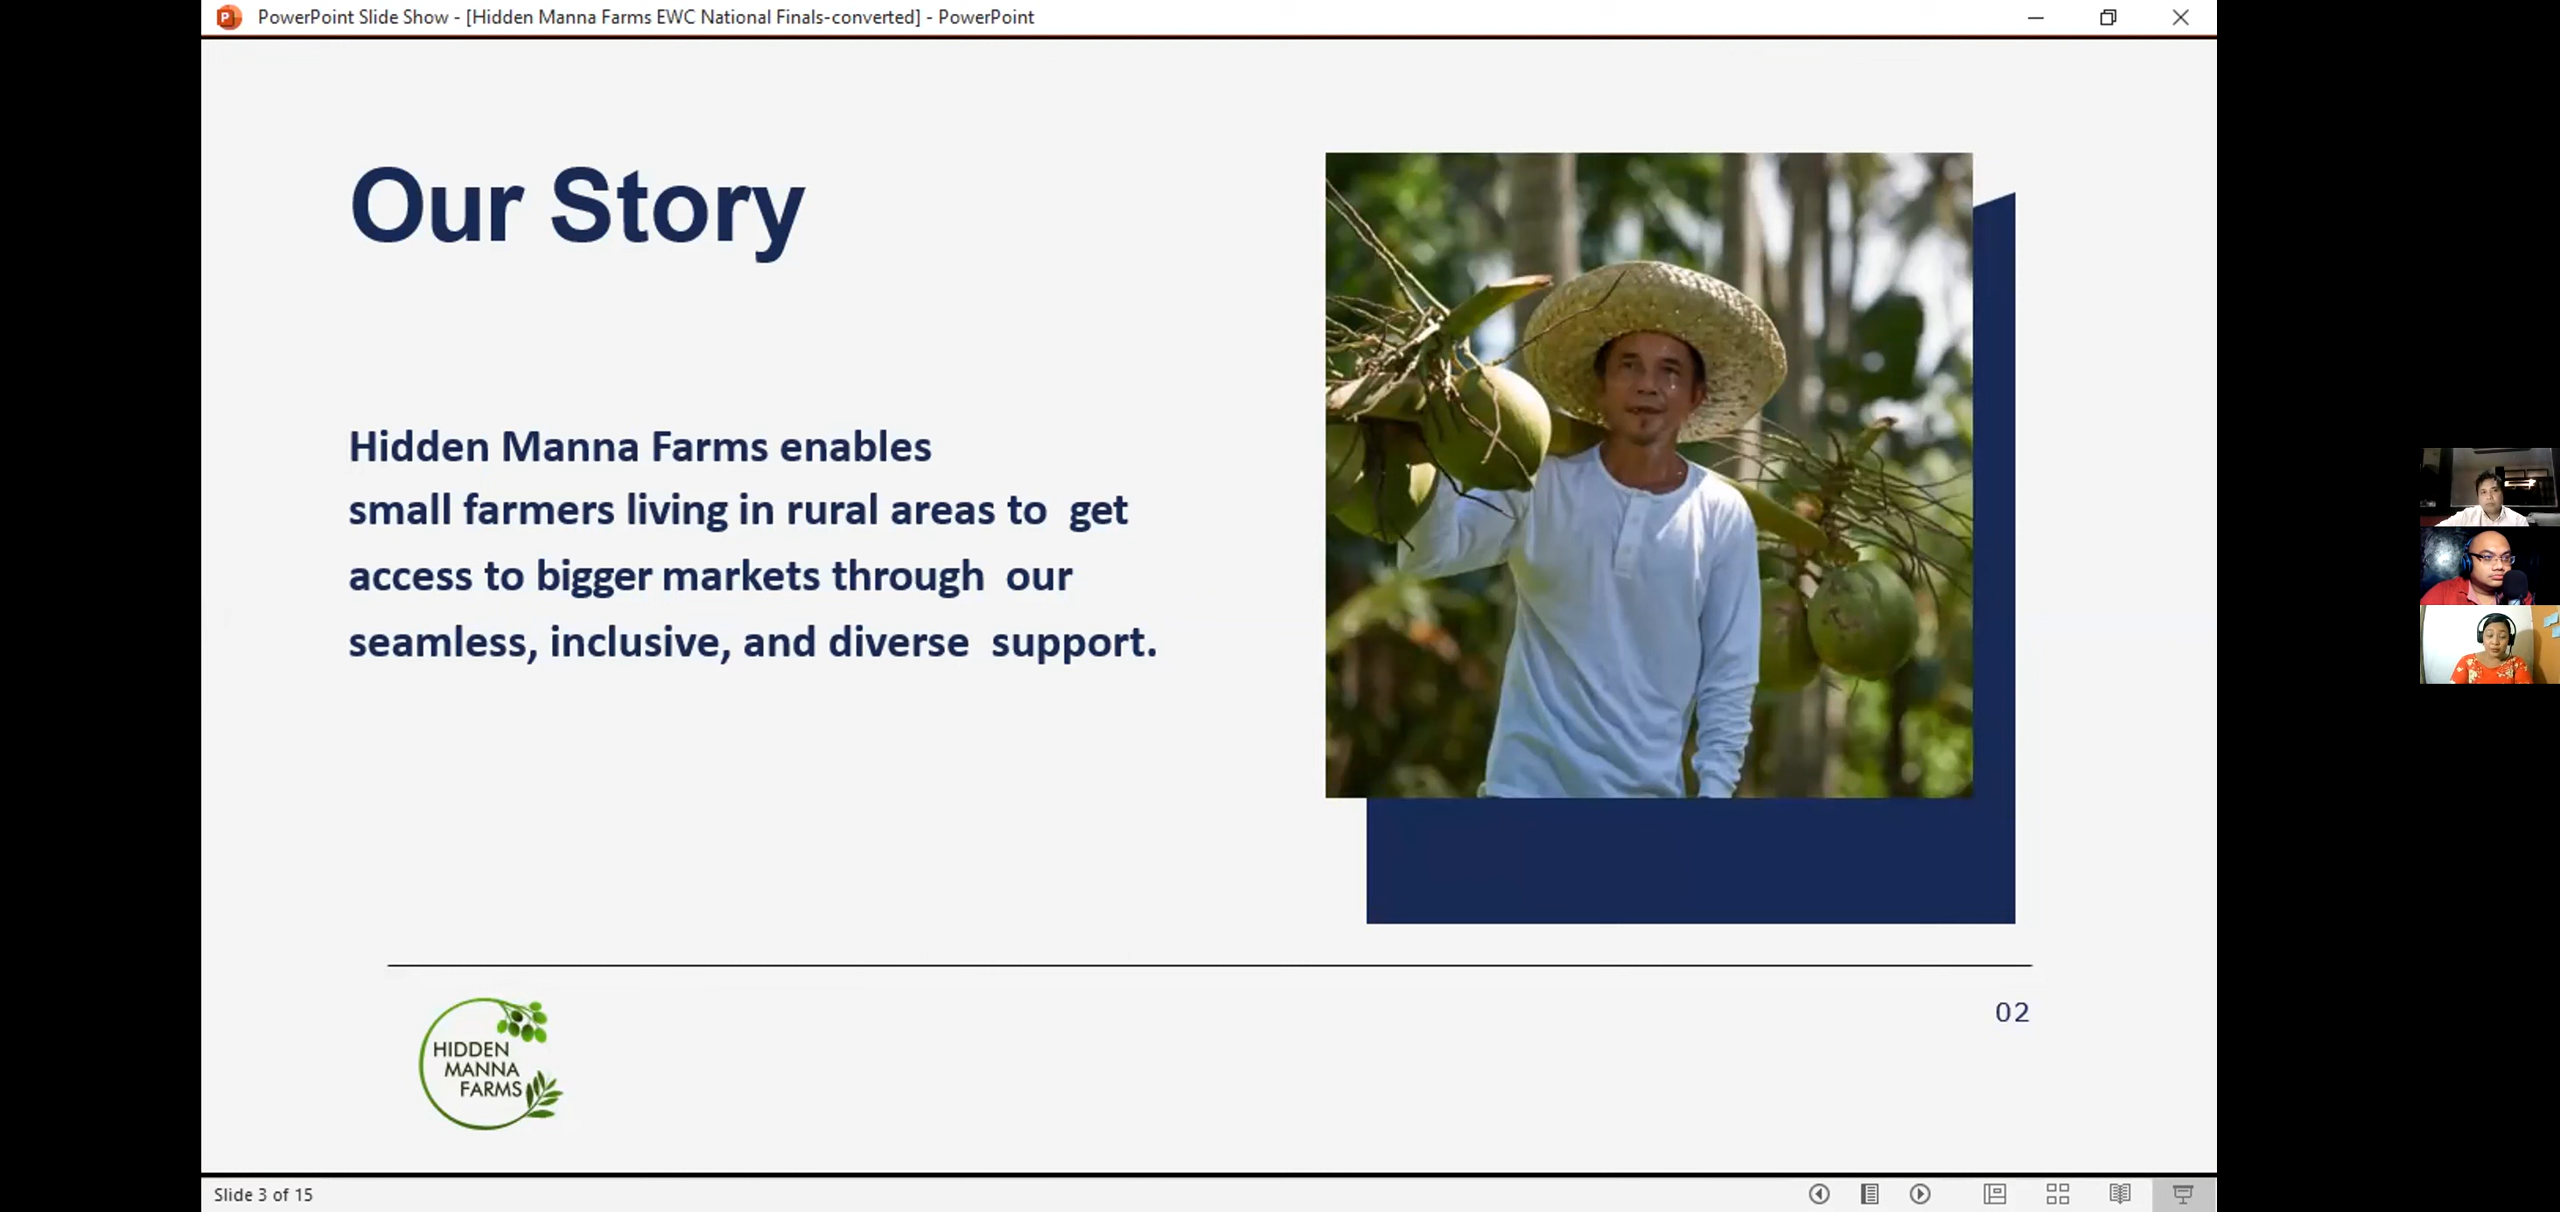 PowerPoint Slide Show - [Hidden Manna Farms EWC National Finals-converted] - PowerPoint
Our Story
Hidden Manna Farms enables
small farmers living in rural areas to get
access to bigger markets through our
seamless, inclusive, and diverse support.
02
HIDDEN
MANNA
FARMS
Slide 3 of 15